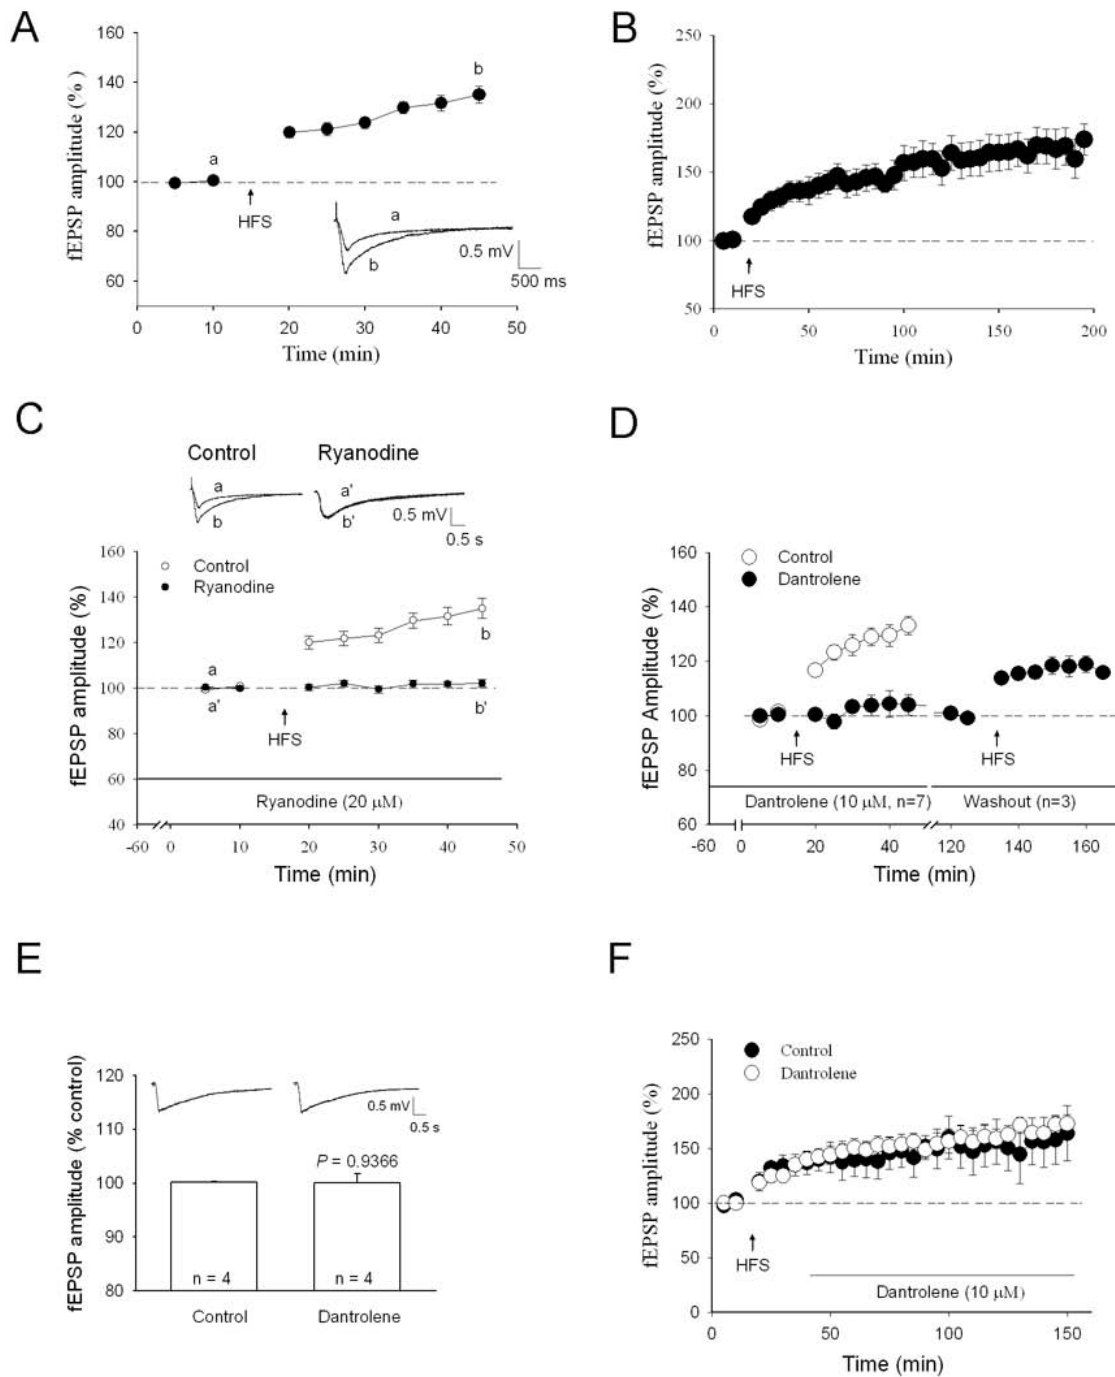 A
fEPSP amplitude (%)
160
140
120
100
80
60
a
b
HFS
a
b
0.5 mV
500 ms
0
10
20
30
40
50
Time (min)
B
fEPSP amplitude (%)
250
200
150
100
50
HFS
0
50
100
150
200
Time (min)
C
Control
Ryanodine
a
b
a'
b'
0.5 mV
0.5 s
fEPSP amplitude (%)
160
140
120
100
80
60
40
Control
Ryanodine
a
a'
b
b'
HFS
Ryanodine (20 µM)
-60
0
10
20
30
40
50
Time (min)
D
fEPSP Amplitude (%)
160
140
120
100
80
60
Control
Dantrolene
HFS
HFS
Dantrolene (10 µM, n=7)
Washout (n=3)
-60
0
20
40
120
140
160
Time (min)
E
fEPSP amplitude (% control)
120
110
100
90
80
0.5 mV
0.5 s
P = 0.9366
n = 4
n = 4
Control
Dantrolene
F
fEPSP amplitude (%)
250
200
150
100
50
0
Control
Dantrolene
HFS
Dantrolene (10 µM)
0
50
100
150
Time (min)